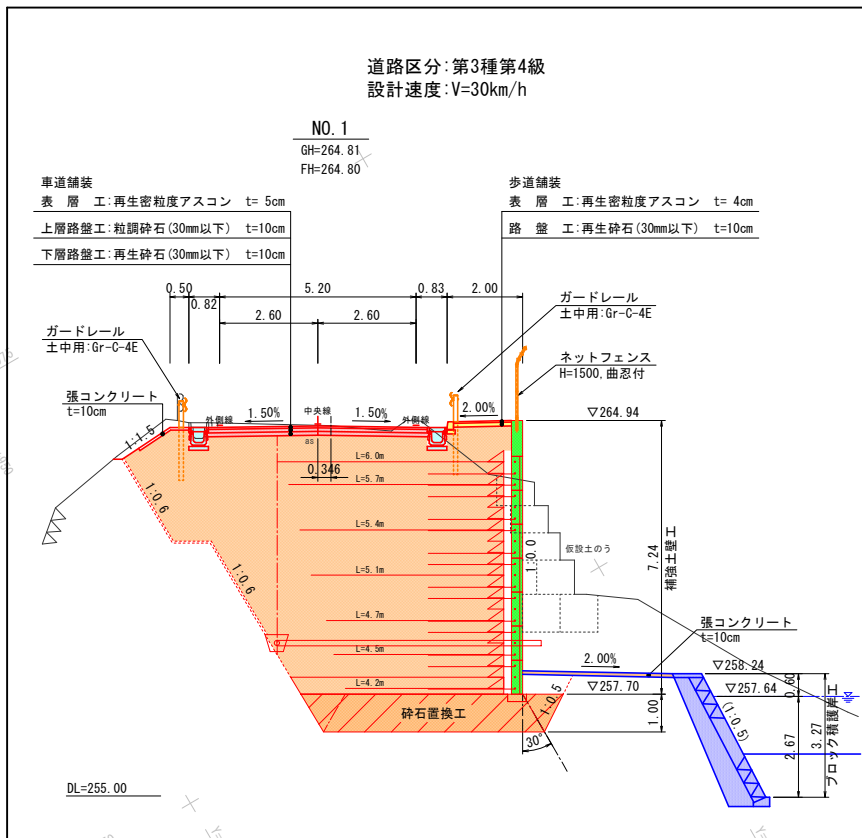 道路区分:第3種第4級
設計速度:V=30km/h
NO.1
GH=264.81
FH=264.80
車道舗装
表 層 工:再生密粒度アスコン t= 5cm
上層路盤工:粒調砕石(30mm以下) t=10cm
下層路盤工:再生砕石(30mm以下) t=10cm
歩道舗装
表 層 工:再生密粒度アスコン t= 4cm
路 盤 工:再生砕石(30mm以下) t=10cm
0.50
0.82
5.20
0.83
2.00
2.60
2.60
ガードレール
土中用:Gr-C-4E
ガードレール
土中用:Gr-C-4E
ネットフェンス
H=1500,曲忍付
張コンクリート
t=10cm
外側線
1.50%
中央線
1.50%
外側線
2.00%
▽264.94
1:1.5
BS
L=6.0m
0.346
L=5.7m
1:0.6
L=5.4m
1:0.0
仮設土のう
7.24
補強土壁工
1:0.6
L=5.1m
L=4.7m
張コンクリート
t=10cm
L=4.5m
2.00%
▽258.24
L=4.2m
1:0.5
▽257.70
▽257.64
0.60
砕石置換工
1.00
(1:0.5)
2.67
3.27
ブロック積護岸工
30°
DL=255.00